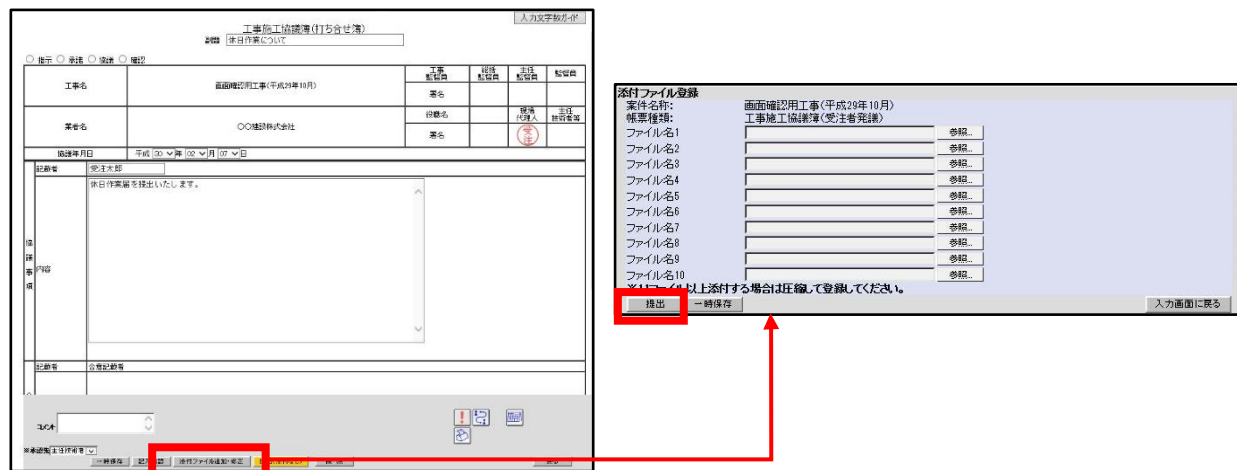 入力文字数ガイド
工事施工協議簿(打ち合せ簿)
副題 休日作業について
指示 承諾 協議 確認
工事名
画面確認用工事(平成29年10月)
工事監督員
総括監督員
主任監督員
監督員
署名
業者名
〇〇建設株式会社
役職名
現場代理人
主任技術者等
署名
受注
協議年月日
平成 30 年 02 月 07 日
記載者
受注太郎
休日作業届を提出いたします。
協議事項
内容
記載者
合意記載者
コメント
※承認先 主任技術者
一時保存
添付ファイル追加・修正
添付ファイル登録
案件名称: 画面確認用工事(平成29年10月)
帳票種類: 工事施工協議簿(受注者発議)
ファイル名1 参照...
ファイル名2 参照...
ファイル名3 参照...
ファイル名4 参照...
ファイル名5 参照...
ファイル名6 参照...
ファイル名7 参照...
ファイル名8 参照...
ファイル名9 参照...
ファイル名10 参照...
ファイル以上添付する場合は圧縮して登録してください。
提出 一時保存 入力画面に戻る